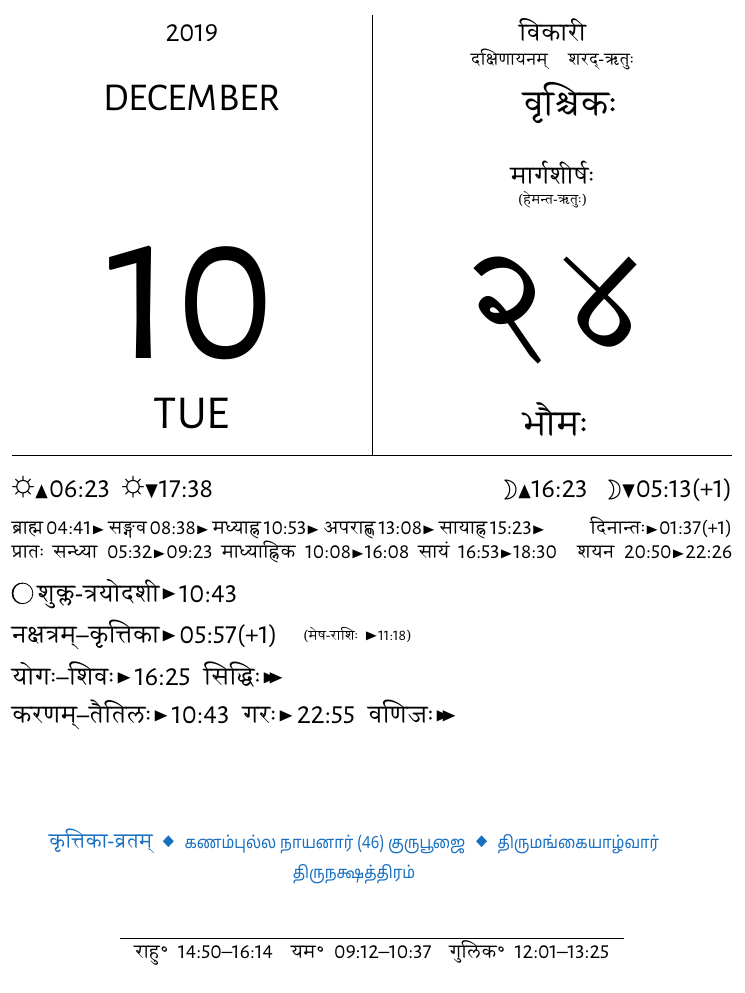 2019
DECEMBER
10
TUE
विकारी
दक्षिणायनम् शरद्-ऋतुः
वृश्चिकः
मार्गशीर्षः
(हेमन्त-ऋतुः)
२४
भौमः
☼▲06:23 ☼▼17:38 ☽▲16:23 ☽▼05:13(+1)
ब्राह्म 04:41► सङ्गव 08:38► मध्याह्न 10:53► अपराह्ण 13:08► सायाह्न 15:23► दिनान्तः►01:37(+1)
प्रातः सन्ध्या 05:32►09:23 माध्याह्निक 10:08►16:08 सायं 16:53►18:30 शयन 20:50►22:26
◯ शुक्ल-त्रयोदशी►10:43
नक्षत्रम्–कृत्तिका► 05:57(+1) (मेष-राशिः ►11:18)
योगः–शिवः►16:25 सिद्धिः►►
करणम्–तैतिलः►10:43 गरः► 22:55 वणिजः►►
कृत्तिका-व्रतम् ◆ கணம்புல்ல நாயனார் (46) குருபூஜை ◆ திருமங்கையாழ்வார்
திருநக்ஷத்திரம்
राहु॰ 14:50–16:14 यम॰ 09:12–10:37 गुलिक॰ 12:01–13:25